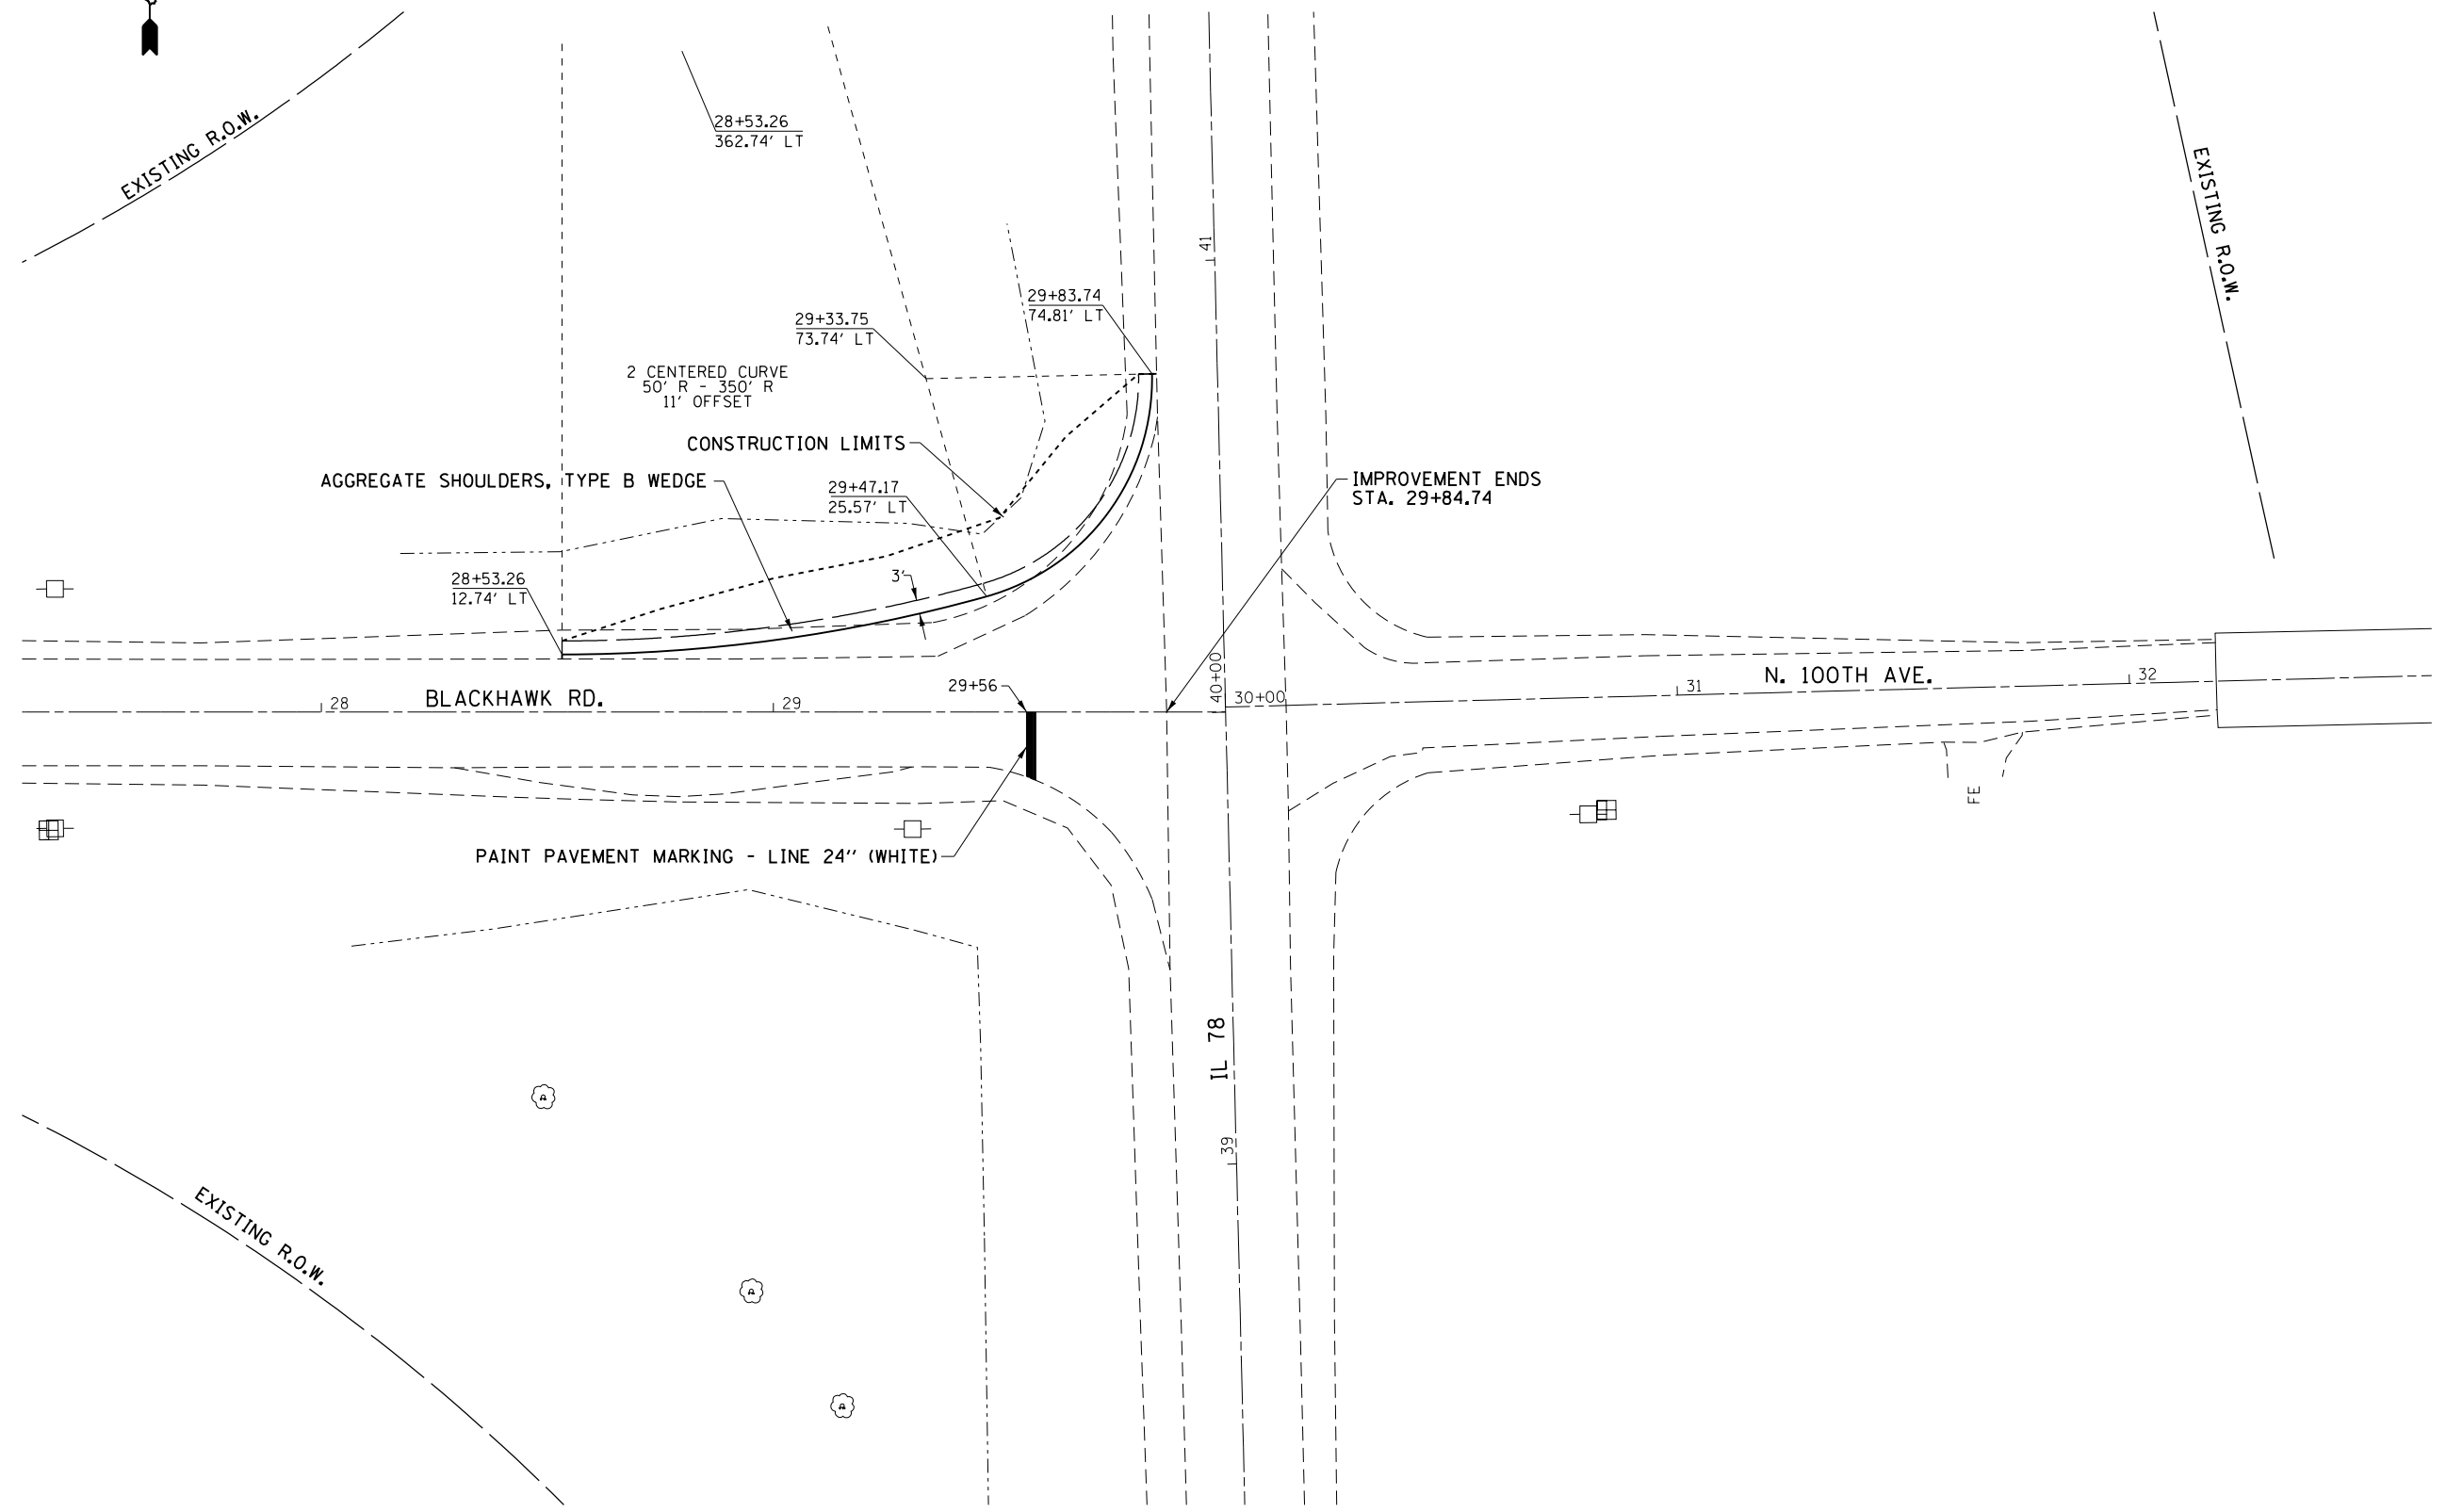 EXISTING R.O.W.
28+53.26
362.74' LT
EXISTING R.O.W.
41
29+83.74
74.81' LT
29+33.75
73.74' LT
2 CENTERED CURVE
50' R - 350' R
11' OFFSET
CONSTRUCTION LIMITS
AGGREGATE SHOULDERS, TYPE B WEDGE
29+47.17
25.57' LT
IMPROVEMENT ENDS
STA. 29+84.74
28+53.26
12.74' LT
3'
28
BLACKHAWK RD.
29
29+56
40+00
30+00
31
N. 100TH AVE.
32
FE
PAINT PAVEMENT MARKING - LINE 24'' (WHITE)
IL 78
39
EXISTING R.O.W.